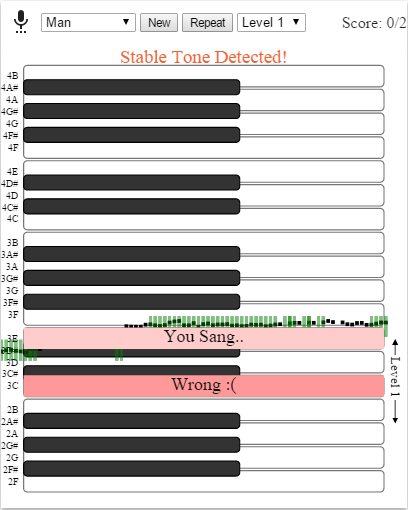 Man New Repeat Level 1 Score: 0/2
Stable Tone Detected!
4B
4A#
4A
4G#
4G
4F#
4F
4E
4D#
4D
4C#
4C
3B
3A#
3A
3G#
3G
3F#
3F
3E You Sang..
3D
3C#
3C Wrong :(
Level 1
2B
2A#
2A
2G#
2G
2F#
2F